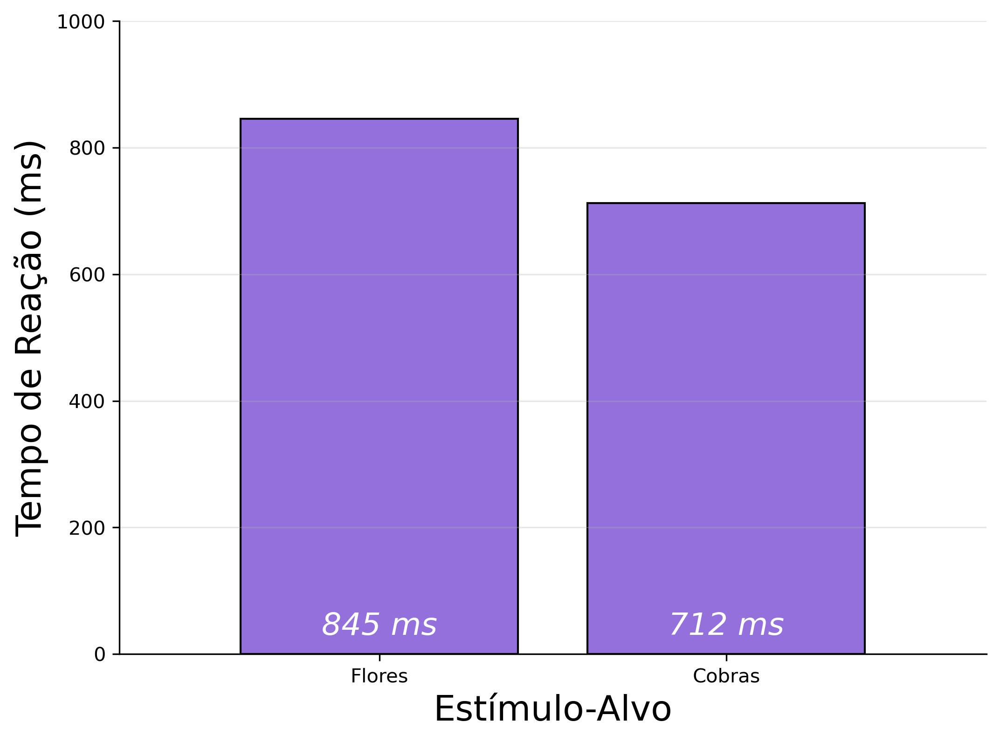 Tempo de Reação (ms)
1000
800
600
400
200
0
845 ms
712 ms
Flores
Cobras
Estímulo-Alvo